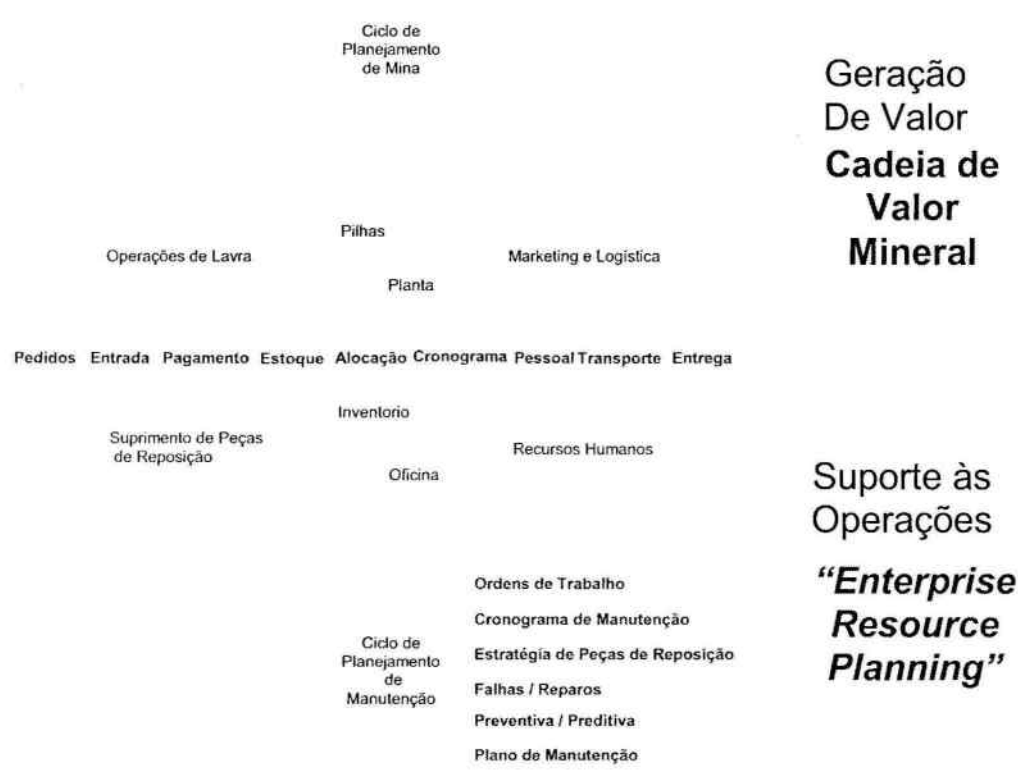 Ciclo de
Planejamento
de Mina
Geração
De Valor
Cadeia de
Valor
Mineral
Pilhas
Operações de Lavra
Marketing e Logística
Planta
Pedidos Entrada Pagamento Estoque Alocação Cronograma Pessoal Transporte Entrega
Inventorio
Suprimento de Peças
de Reposição
Recursos Humanos
Oficina
Suporte às
Operações
"Enterprise
Resource
Planning"
Ordens de Trabalho
Cronograma de Manutenção
Ciclo de
Planejamento
de
Manutenção
Estratégia de Peças de Reposição
Falhas / Reparos
Preventiva / Preditiva
Plano de Manutenção